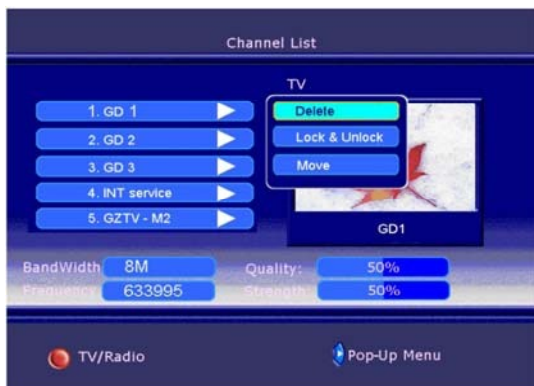 Channel List
TV
1. GD 1
2. GD 2
3. GD 3
4. INT service
5. GZTV - M2
Delete
Lock & Unlock
Move
GD1
BandWidth 8M Quality: 50%
Frequency 633995 Strength: 50%
TV/Radio Pop-Up Menu